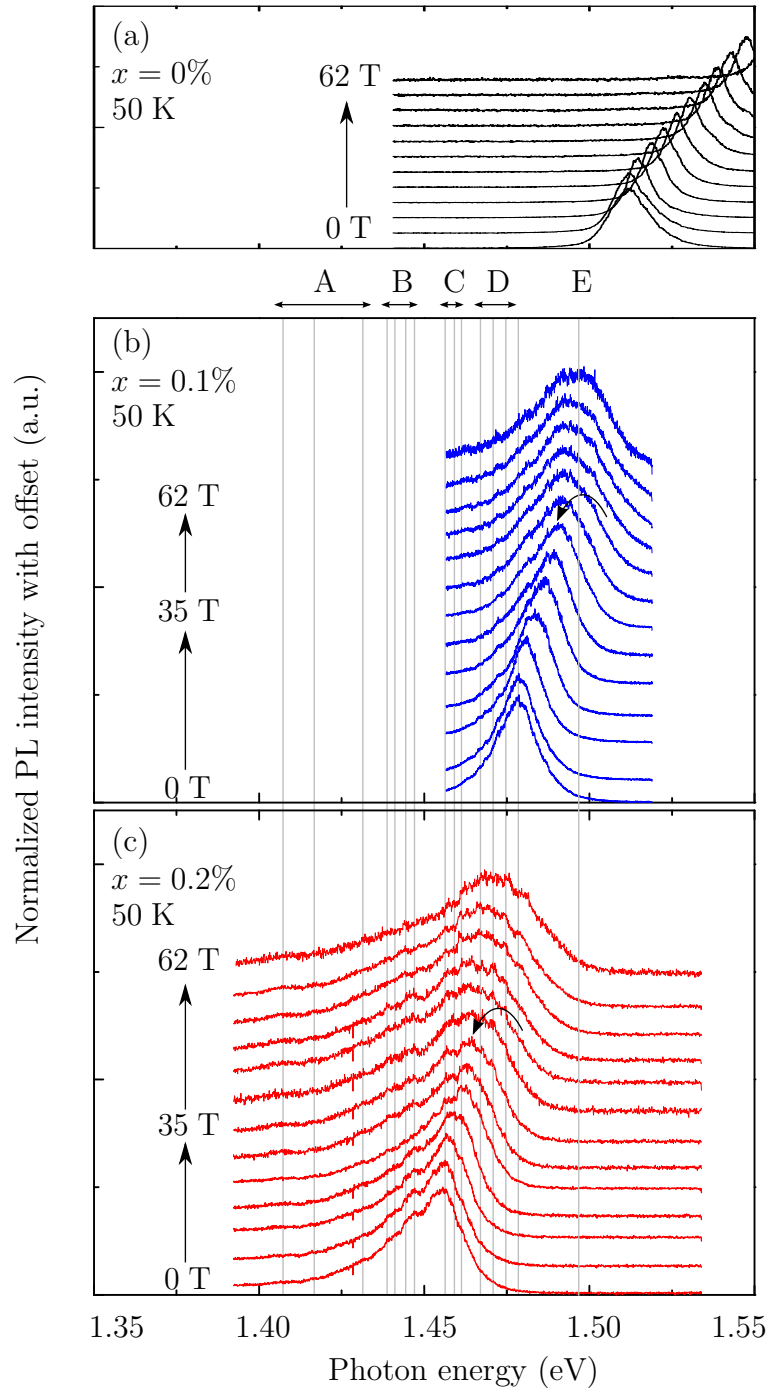 (a)
x = 0%
50 K
62 T
0 T
A B C D E
(b)
x = 0.1%
50 K
62 T
35 T
0 T
(c)
x = 0.2%
50 K
62 T
35 T
0 T
1.35 1.40 1.45 1.50 1.55
Photon energy (eV)
Normalized PL intensity with offset (a.u.)